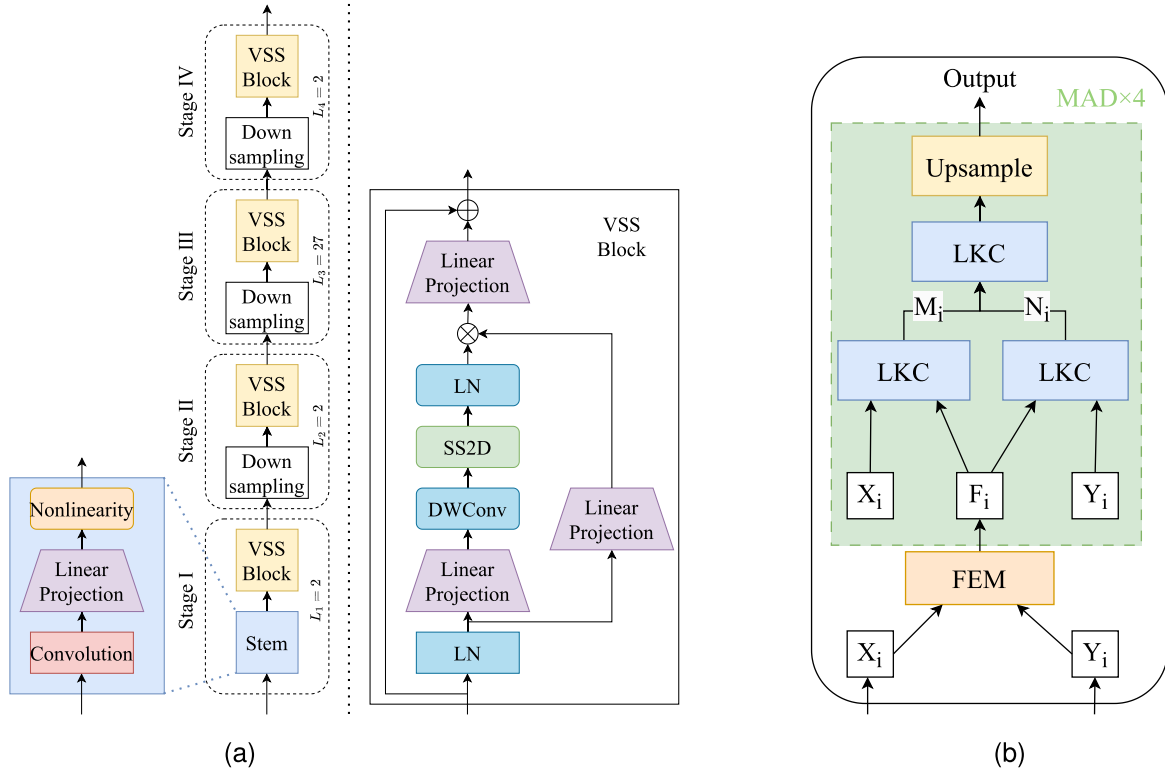 Stage IV
VSS
Block
Down
sampling
L₄ = 2
Stage III
VSS
Block
Down
sampling
L₃ = 27
Stage II
VSS
Block
Down
sampling
L₂ = 2
Stage I
VSS
Block
Stem
L₁ = 2
Nonlinearity
Linear
Projection
Convolution
VSS
Block
Linear
Projection
LN
SS2D
DWConv
Linear
Projection
LN
Linear
Projection
(a)
Output
MAD×4
Upsample
LKC
Mᵢ
Nᵢ
LKC
LKC
Xᵢ
Fᵢ
Yᵢ
FEM
Xᵢ
Yᵢ
(b)